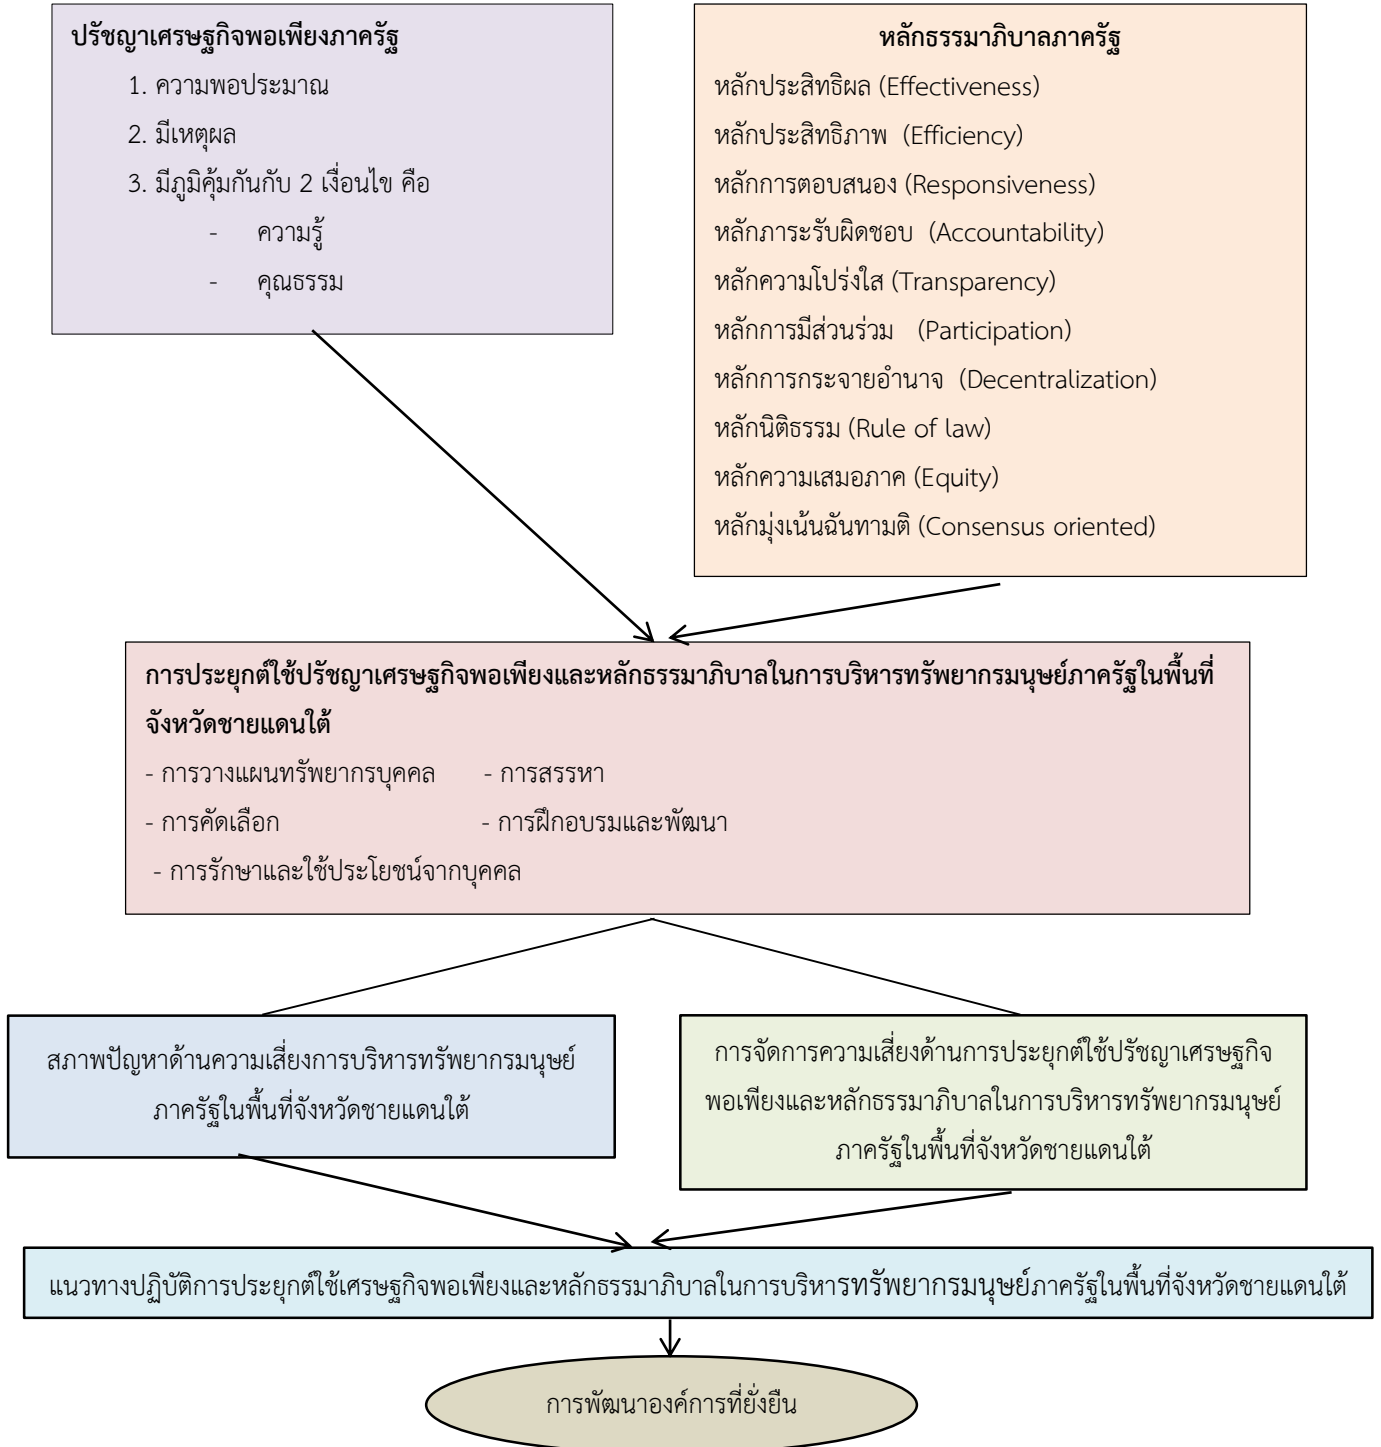 ปรัชญาเศรษฐกิจพอเพียงภาครัฐ
1. ความพอประมาณ
2. มีเหตุผล
3. มีภูมิคุ้มกันกับ 2 เงื่อนไข คือ
- ความรู้
- คุณธรรม
หลักธรรมาภิบาลภาครัฐ
หลักประสิทธิผล (Effectiveness)
หลักประสิทธิภาพ (Efficiency)
หลักการตอบสนอง (Responsiveness)
หลักภาระรับผิดชอบ (Accountability)
หลักความโปร่งใส (Transparency)
หลักการมีส่วนร่วม (Participation)
หลักการกระจายอำนาจ (Decentralization)
หลักนิติธรรม (Rule of law)
หลักความเสมอภาค (Equity)
หลักมุ่งเน้นฉันทามติ (Consensus oriented)
การประยุกต์ใช้ปรัชญาเศรษฐกิจพอเพียงและหลักธรรมาภิบาลในการบริหารทรัพยากรมนุษย์ภาครัฐในพื้นที่
จังหวัดชายแดนใต้
- การวางแผนทรัพยากรบุคคล - การสรรหา
- การคัดเลือก - การฝึกอบรมและพัฒนา
- การรักษาและใช้ประโยชน์จากบุคคล
สภาพปัญหาด้านความเสี่ยงการบริหารทรัพยากรมนุษย์
ภาครัฐในพื้นที่จังหวัดชายแดนใต้
การจัดการความเสี่ยงด้านการประยุกต์ใช้ปรัชญาเศรษฐกิจ
พอเพียงและหลักธรรมาภิบาลในการบริหารทรัพยากรมนุษย์
ภาครัฐในพื้นที่จังหวัดชายแดนใต้
แนวทางปฏิบัติการประยุกต์ใช้เศรษฐกิจพอเพียงและหลักธรรมาภิบาลในการบริหารทรัพยากรมนุษย์ภาครัฐในพื้นที่จังหวัดชายแดนใต้
การพัฒนาองค์การที่ยั่งยืน